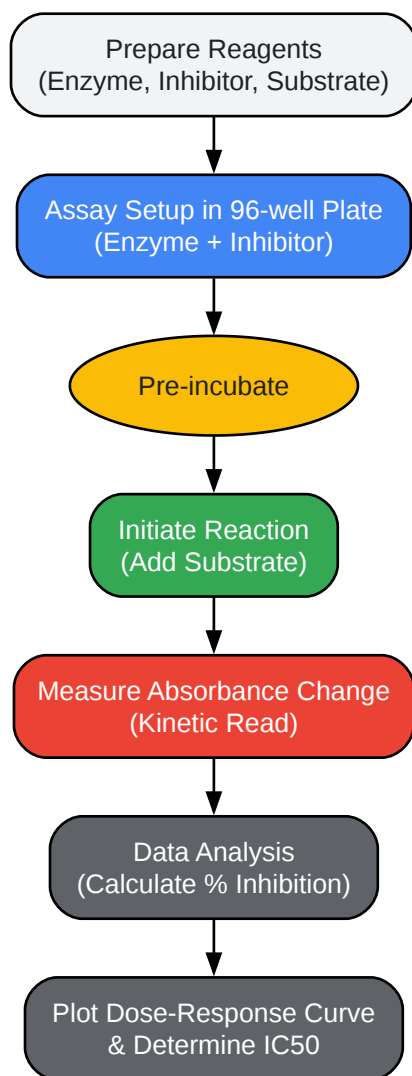 Prepare Reagents
(Enzyme, Inhibitor, Substrate)
Assay Setup in 96-well Plate
(Enzyme + Inhibitor)
Pre-incubate
Initiate Reaction
(Add Substrate)
Measure Absorbance Change
(Kinetic Read)
Data Analysis
(Calculate % Inhibition)
Plot Dose-Response Curve
& Determine IC50